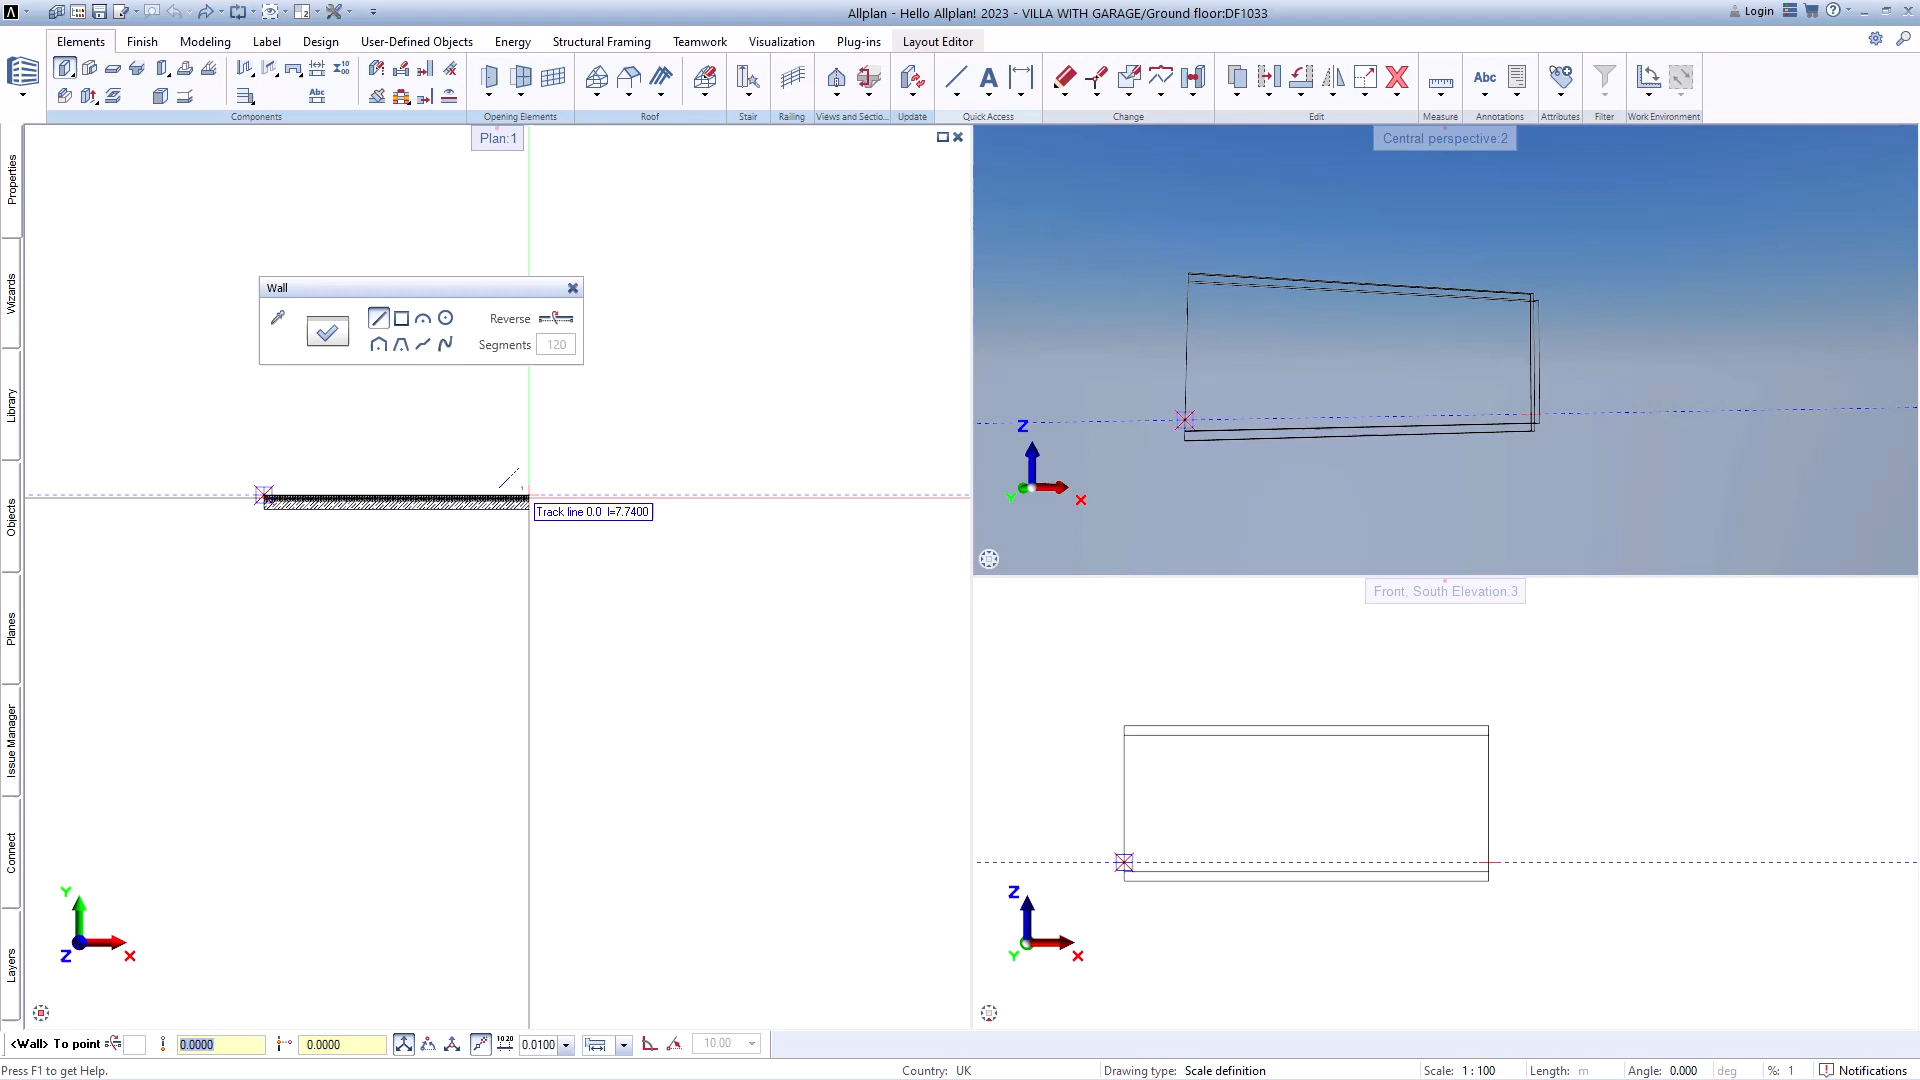 Allplan - Hello Allplan! 2023 - VILLA WITH GARAGE/Ground floor:DF1033
Login
Elements
Finish
Modeling
Label
Design
User-Defined Objects
Energy
Structural Framing
Teamwork
Visualization
Plug-ins
Layout Editor
Abc
A
Abc
Components
Opening Elements
Roof
Stair
Railing
Views and Sectio...
Update
Quick Access
Change
Edit
Measure
Annotations
Attributes
Filter
Work Environment
Properties
Wizards
Library
Objects
Planes
Issue Manager
Connect
Layers
Plan:1
Central perspective:2
Front, South Elevation:3
Wall
Reverse
Segments 120
Track line 0.0 l=7.7400
Z
Y
X
Z
Y
X
Y
Z
X
<Wall> To point
0.0000
0.0000
0.0100
10.00
Press F1 to get Help.
Country: UK
Drawing type: Scale definition
Scale: 1 : 100
Length: m
Angle: 0.000 deg
%: 1
Notifications